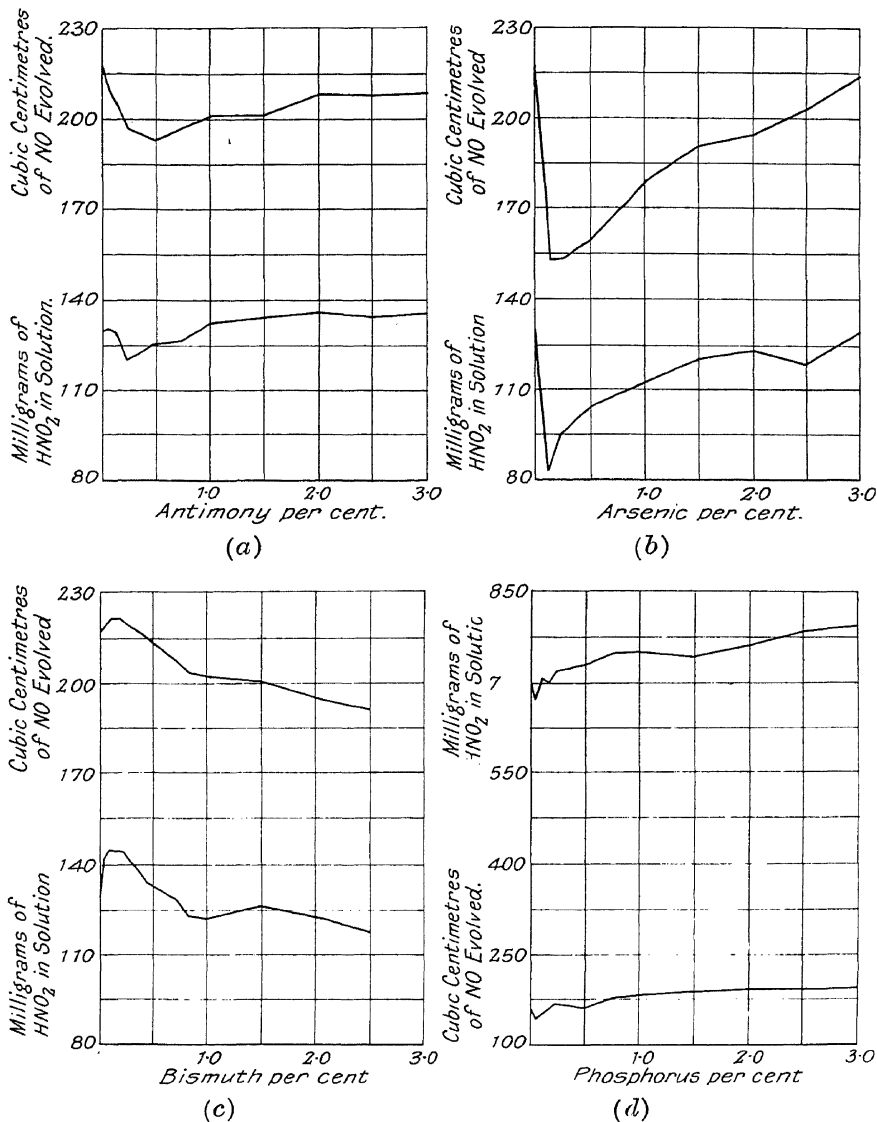 230
200
170
140
110
80
Cubic Centimetres
of NO Evolved.
Milligrams of
HNO2 in Solution.
1·0 2·0 3·0
Antimony per cent.
(a)
230
200
170
140
110
80
Cubic Centimetres
of NO Evolved
Milligrams of
HNO2 in Solution
1·0 2·0 3·0
Arsenic per cent.
(b)
230
200
170
140
110
80
Cubic Centimetres
of NO Evolved
Milligrams of
HNO2 in Solution
1·0 2·0 3·0
Bismuth per cent
(c)
850
7
550
400
250
100
Milligrams of
HNO2 in Solutic
Cubic Centimetres
of NO Evolved.
1·0 2·0 3·0
Phosphorus per cent
(d)